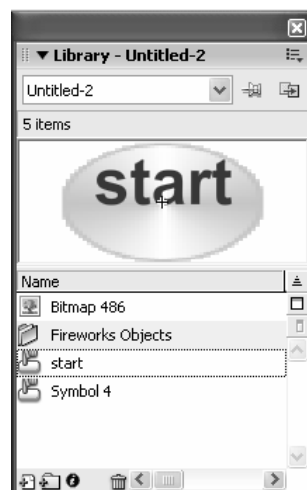 Library - Untitled-2
Untitled-2
5 items
start
Name
Bitmap 486
Fireworks Objects
start
Symbol 4